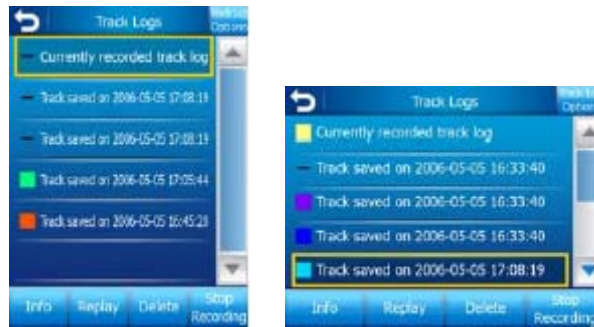 Track Logs
Track Log
Options
Currently recorded track log
Track saved on 2006-05-05 17:08:19
Track saved on 2006-05-05 17:08:19
Track saved on 2006-05-05 17:05:44
Track saved on 2006-05-05 16:45:28
Info
Replay
Delete
Stop
Recording
Track Logs
Currently recorded track log
Track saved on 2006-05-05 16:33:40
Track saved on 2006-05-05 16:33:40
Track saved on 2006-05-05 16:33:40
Track saved on 2006-05-05 17:08:19
Info
Replay
Delete
Stop
Recording